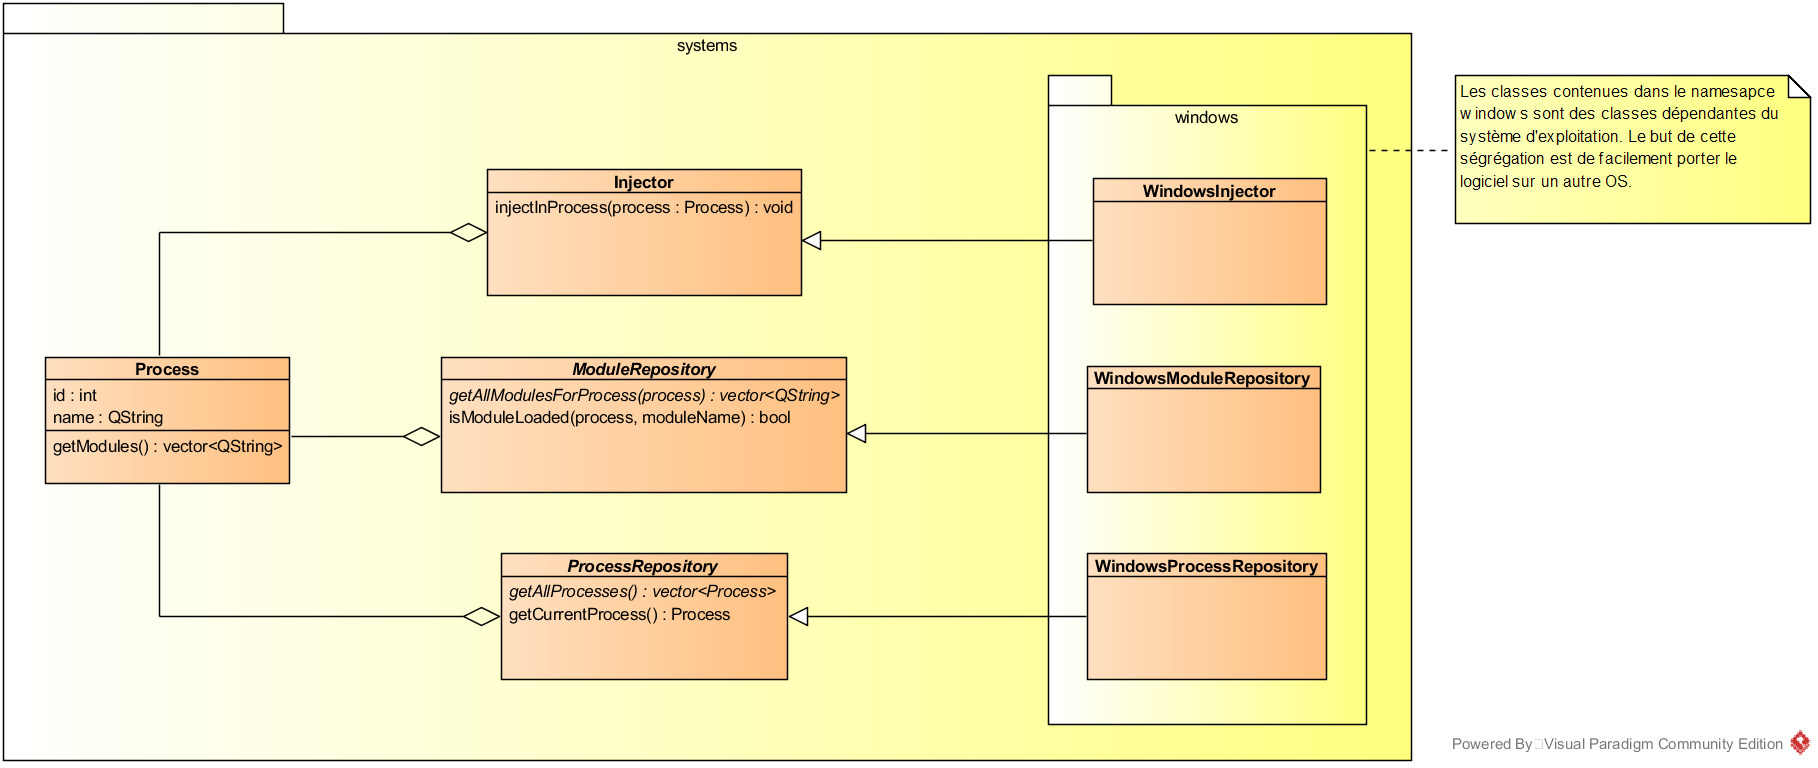 systems
windows
Les classes contenues dans le namesapce
windows sont des classes dépendantes du
système d'exploitation. Le but de cette
ségrégation est de facilement porter le
logiciel sur un autre OS.
Injector
injectInProcess(process : Process) : void
WindowsInjector
Process
id : int
name : QString
getModules() : vector<QString>
ModuleRepository
getAllModulesForProcess(process) : vector<QString>
isModuleLoaded(process, moduleName) : bool
WindowsModuleRepository
ProcessRepository
getAllProcesses() : vector<Process>
getCurrentProcess() : Process
WindowsProcessRepository
Powered By Visual Paradigm Community Edition